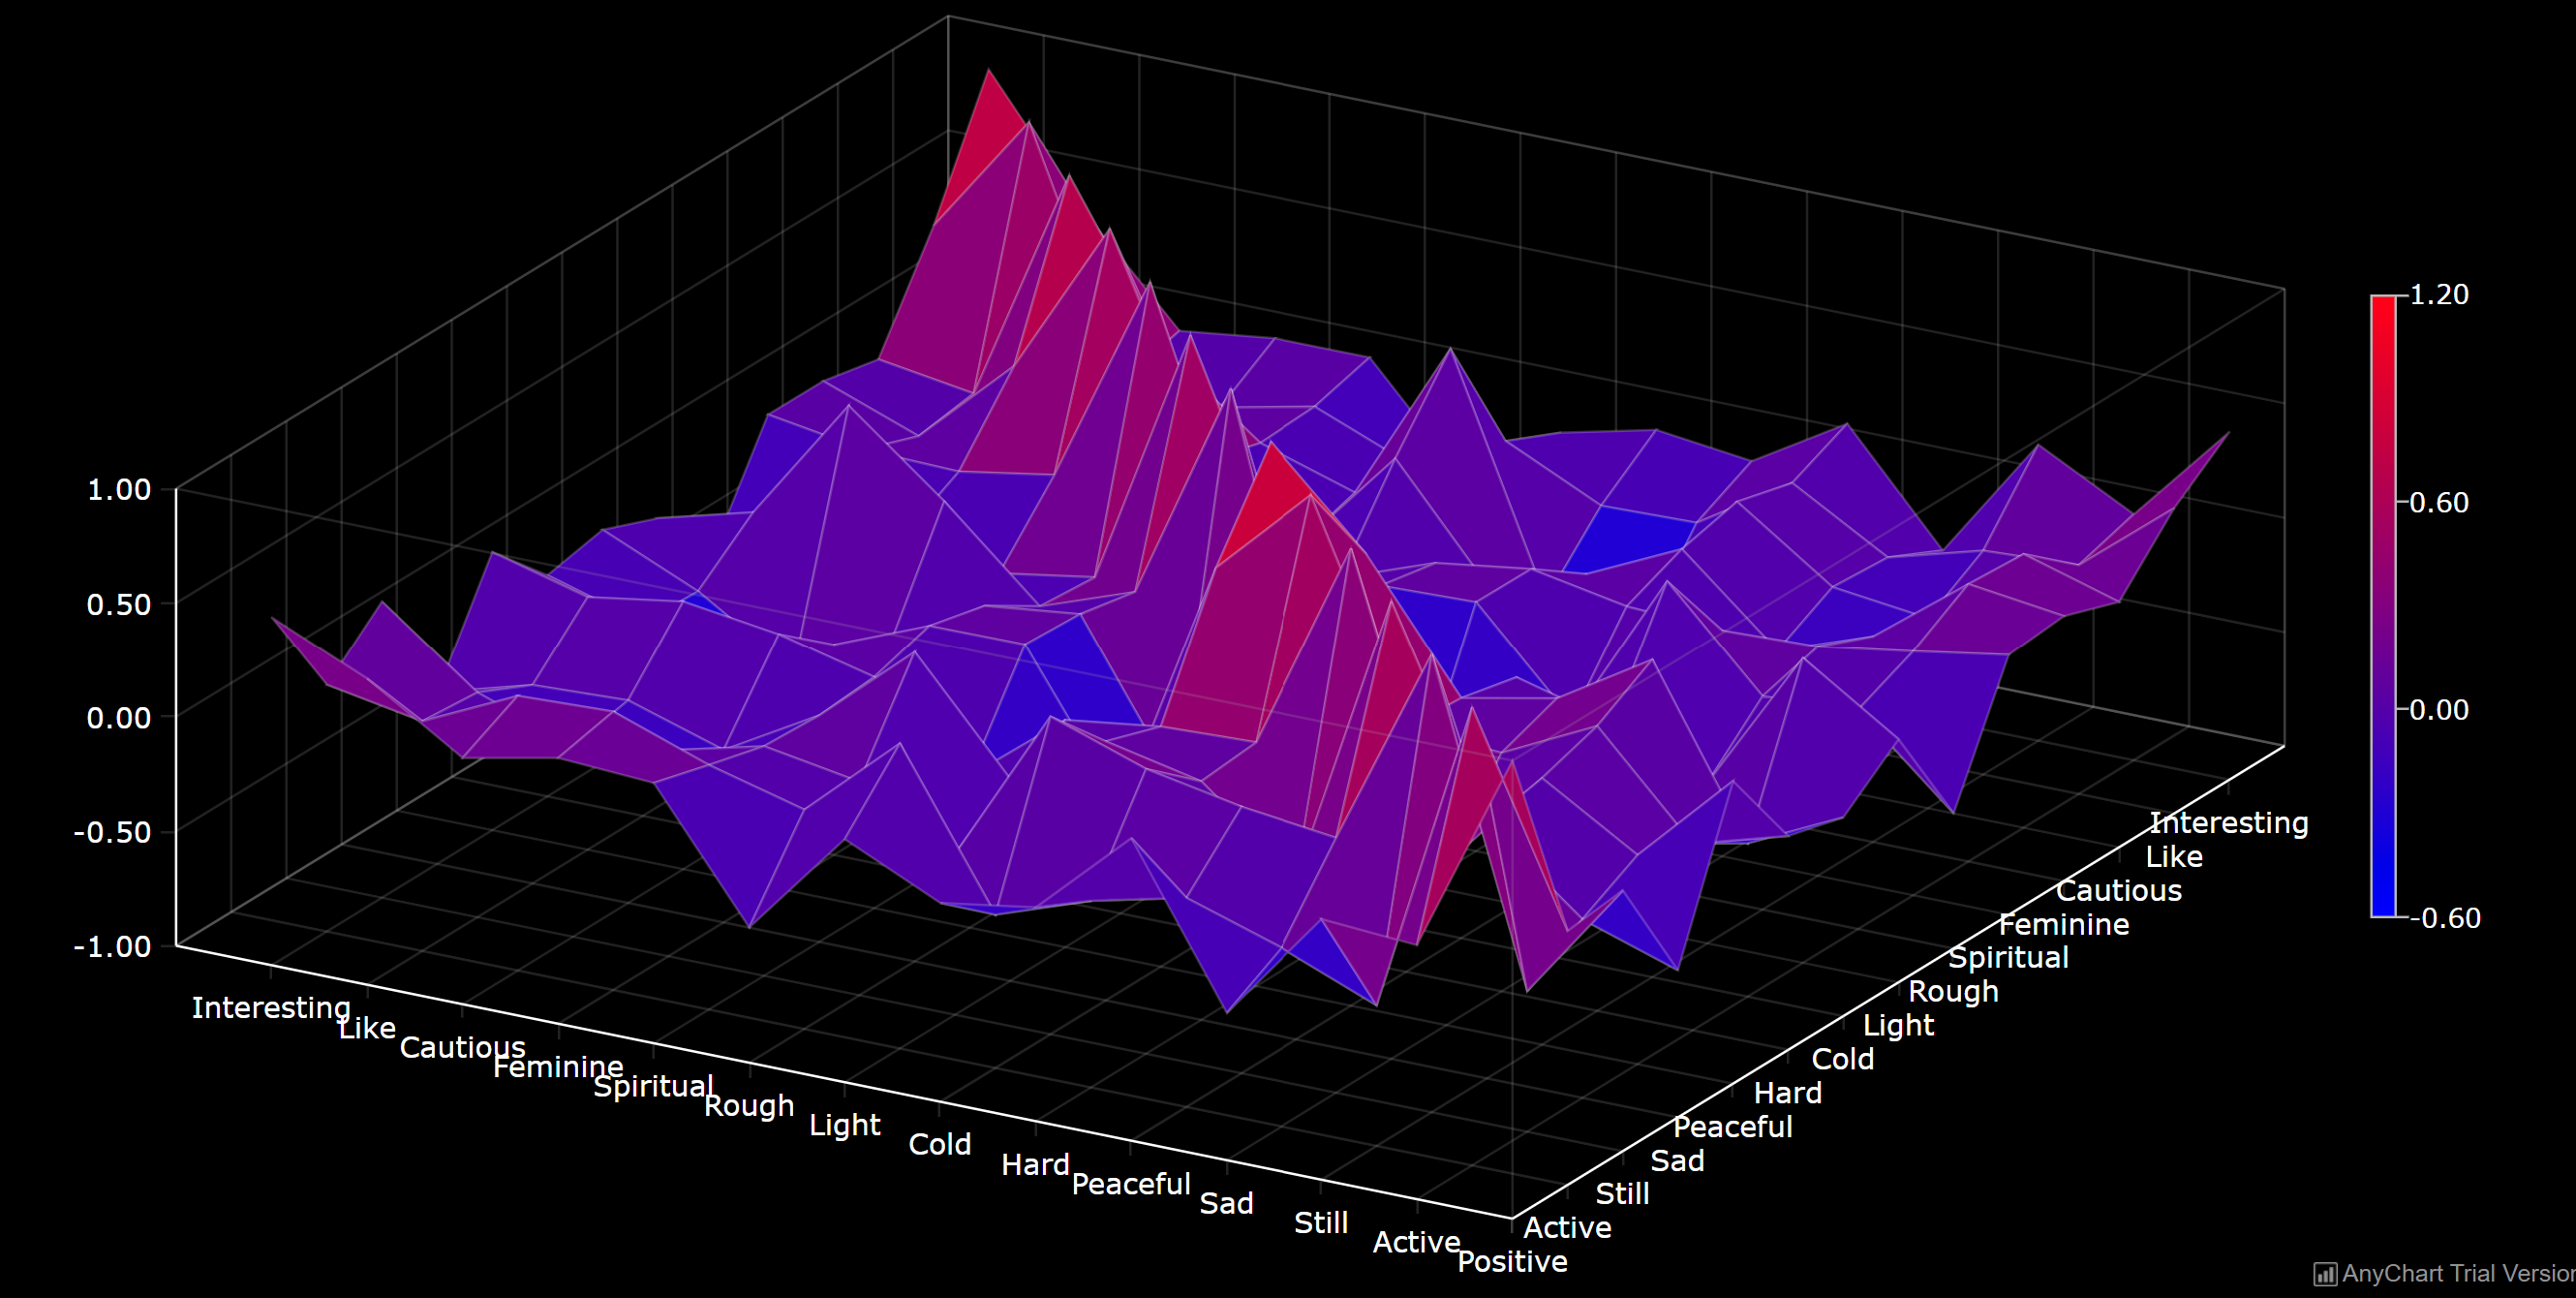 1.00
0.50
0.00
-0.50
-1.00
Interesting
Like
Cautious
Feminine
Spiritual
Rough
Light
Cold
Hard
Peaceful
Sad
Still
Active
Positive
Active
Still
Sad
Peaceful
Hard
Cold
Light
Rough
Spiritual
Feminine
Cautious
Like
Interesting
1.20
0.60
0.00
-0.60
AnyChart Trial Version